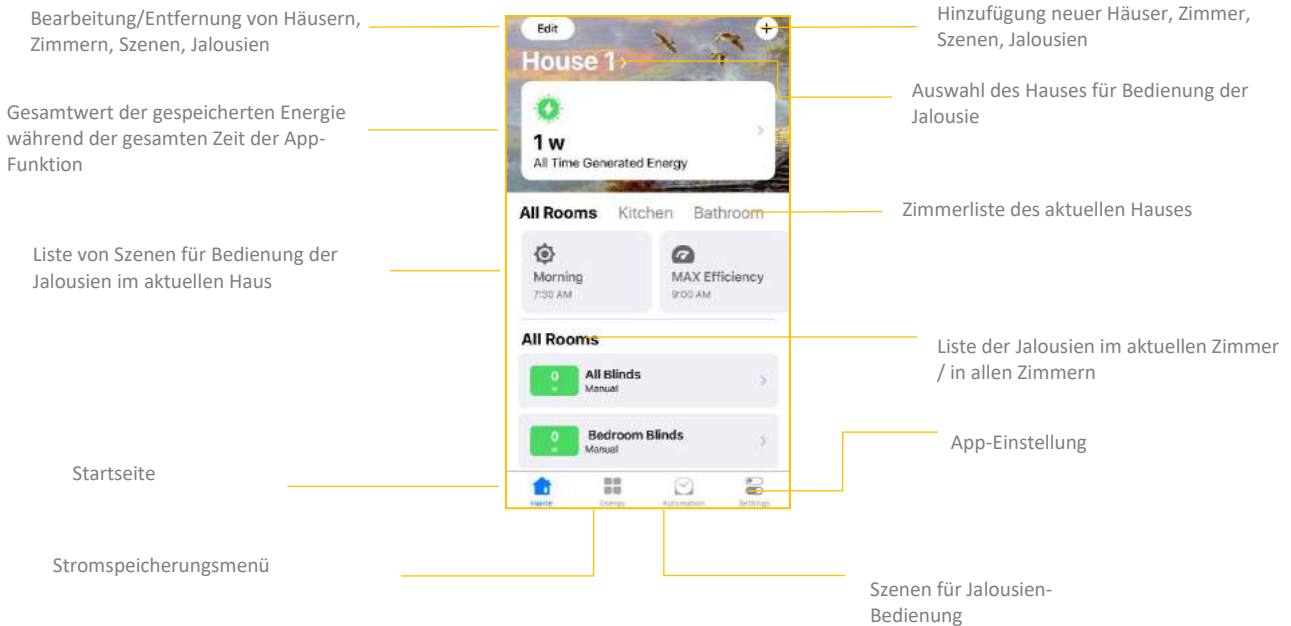 Bearbeitung/Entfernung von Häusern,
Zimmern, Szenen, Jalousien
Gesamtwert der gespeicherten Energie
während der gesamten Zeit der App-
Funktion
Liste von Szenen für Bedienung der
Jalousien im aktuellen Haus
Startseite
Stromspeicherungsmenü
Edit
House 1
1 w
All Time Generated Energy
All Rooms Kitchen Bathroom
Morning
7:30 AM
MAX Efficiency
9:00 AM
All Rooms
0
w
All Blinds
Manual
0
w
Bedroom Blinds
Manual
Home Energy Automation Settings
Hinzufügung neuer Häuser, Zimmer,
Szenen, Jalousien
Auswahl des Hauses für Bedienung der
Jalousie
Zimmerliste des aktuellen Hauses
Liste der Jalousien im aktuellen Zimmer
/ in allen Zimmern
App-Einstellung
Szenen für Jalousien-
Bedienung